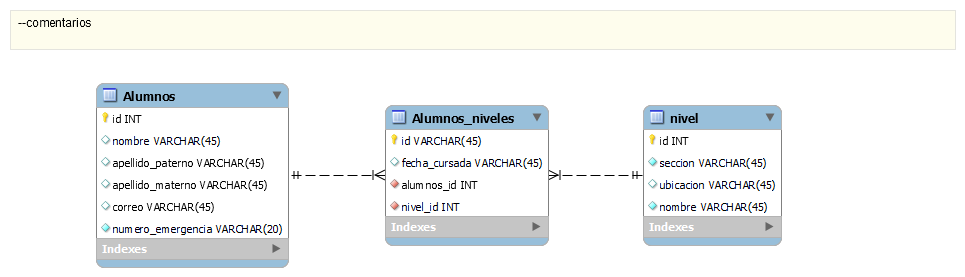 --comentarios
Alumnos
id INT
nombre VARCHAR(45)
apellido_paterno VARCHAR(45)
apellido_materno VARCHAR(45)
correo VARCHAR(45)
numero_emergencia VARCHAR(20)
Indexes
Alumnos_niveles
id VARCHAR(45)
fecha_cursada VARCHAR(45)
alumnos_id INT
nivel_id INT
Indexes
nivel
id INT
seccion VARCHAR(45)
ubicacion VARCHAR(45)
nombre VARCHAR(45)
Indexes